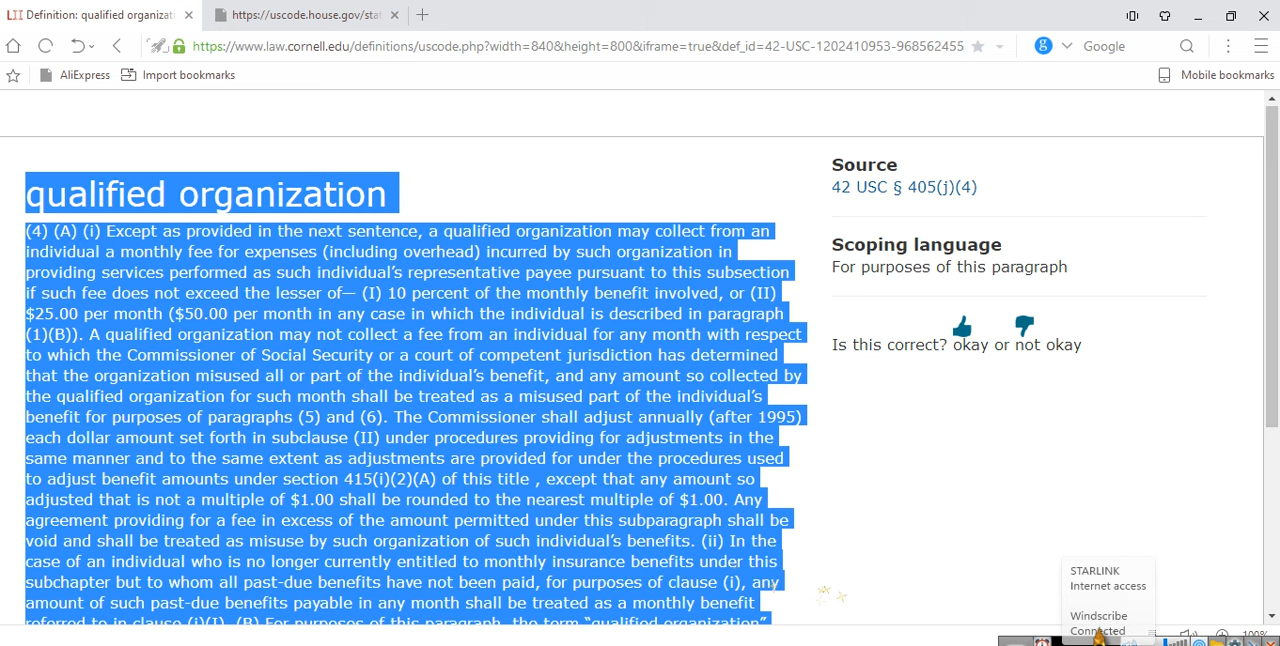 LII Definition: qualified organizati
https://uscode.house.gov/stat
https://www.law.cornell.edu/definitions/uscode.php?width=840&height=800&iframe=true&def_id=42-USC-1202410953-968562455
Google
AliExpress
Import bookmarks
Mobile bookmarks
qualified organization
(4) (A) (i) Except as provided in the next sentence, a qualified organization may collect from an
individual a monthly fee for expenses (including overhead) incurred by such organization in
providing services performed as such individual’s representative payee pursuant to this subsection
if such fee does not exceed the lesser of— (I) 10 percent of the monthly benefit involved, or (II)
$25.00 per month ($50.00 per month in any case in which the individual is described in paragraph
(1)(B)). A qualified organization may not collect a fee from an individual for any month with respect
to which the Commissioner of Social Security or a court of competent jurisdiction has determined
that the organization misused all or part of the individual’s benefit, and any amount so collected by
the qualified organization for such month shall be treated as a misused part of the individual’s
benefit for purposes of paragraphs (5) and (6). The Commissioner shall adjust annually (after 1995)
each dollar amount set forth in subclause (II) under procedures providing for adjustments in the
same manner and to the same extent as adjustments are provided for under the procedures used
to adjust benefit amounts under section 415(i)(2)(A) of this title , except that any amount so
adjusted that is not a multiple of $1.00 shall be rounded to the nearest multiple of $1.00. Any
agreement providing for a fee in excess of the amount permitted under this subparagraph shall be
void and shall be treated as misuse by such organization of such individual’s benefits. (ii) In the
case of an individual who is no longer currently entitled to monthly insurance benefits under this
subchapter but to whom all past-due benefits have not been paid, for purposes of clause (i), any
amount of such past-due benefits payable in any month shall be treated as a monthly benefit
referred to in clause (i)(I). (B) For purposes of this paragraph, the term “qualified organization”
Source
42 USC § 405(j)(4)
Scoping language
For purposes of this paragraph
Is this correct? okay or not okay
STARLINK
Internet access
Windscribe
Connected
100%